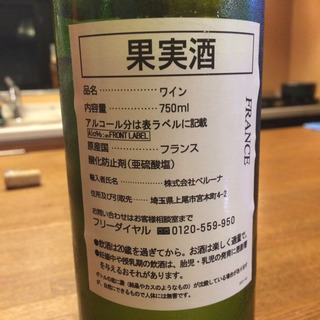 果実酒
品名………………ワイン
内容量……………750ml
アルコール分は表ラベルに記載
Alc%: on FRONT LABEL
原産国……………フランス
酸化防止剤(亜硫酸塩)
輸入者名…………株式会社ベルーナ
住所及び引取先…埼玉県上尾市宮本町4-2
お問い合わせはお客様相談室まで
フリーダイヤル 0120-559-950
●飲酒は20歳を過ぎてから。お酒は楽しく適量で。
●妊娠中や授乳期の飲酒は、胎児・乳児の発育に悪影響
を与えるおそれがあります。
FRANCE